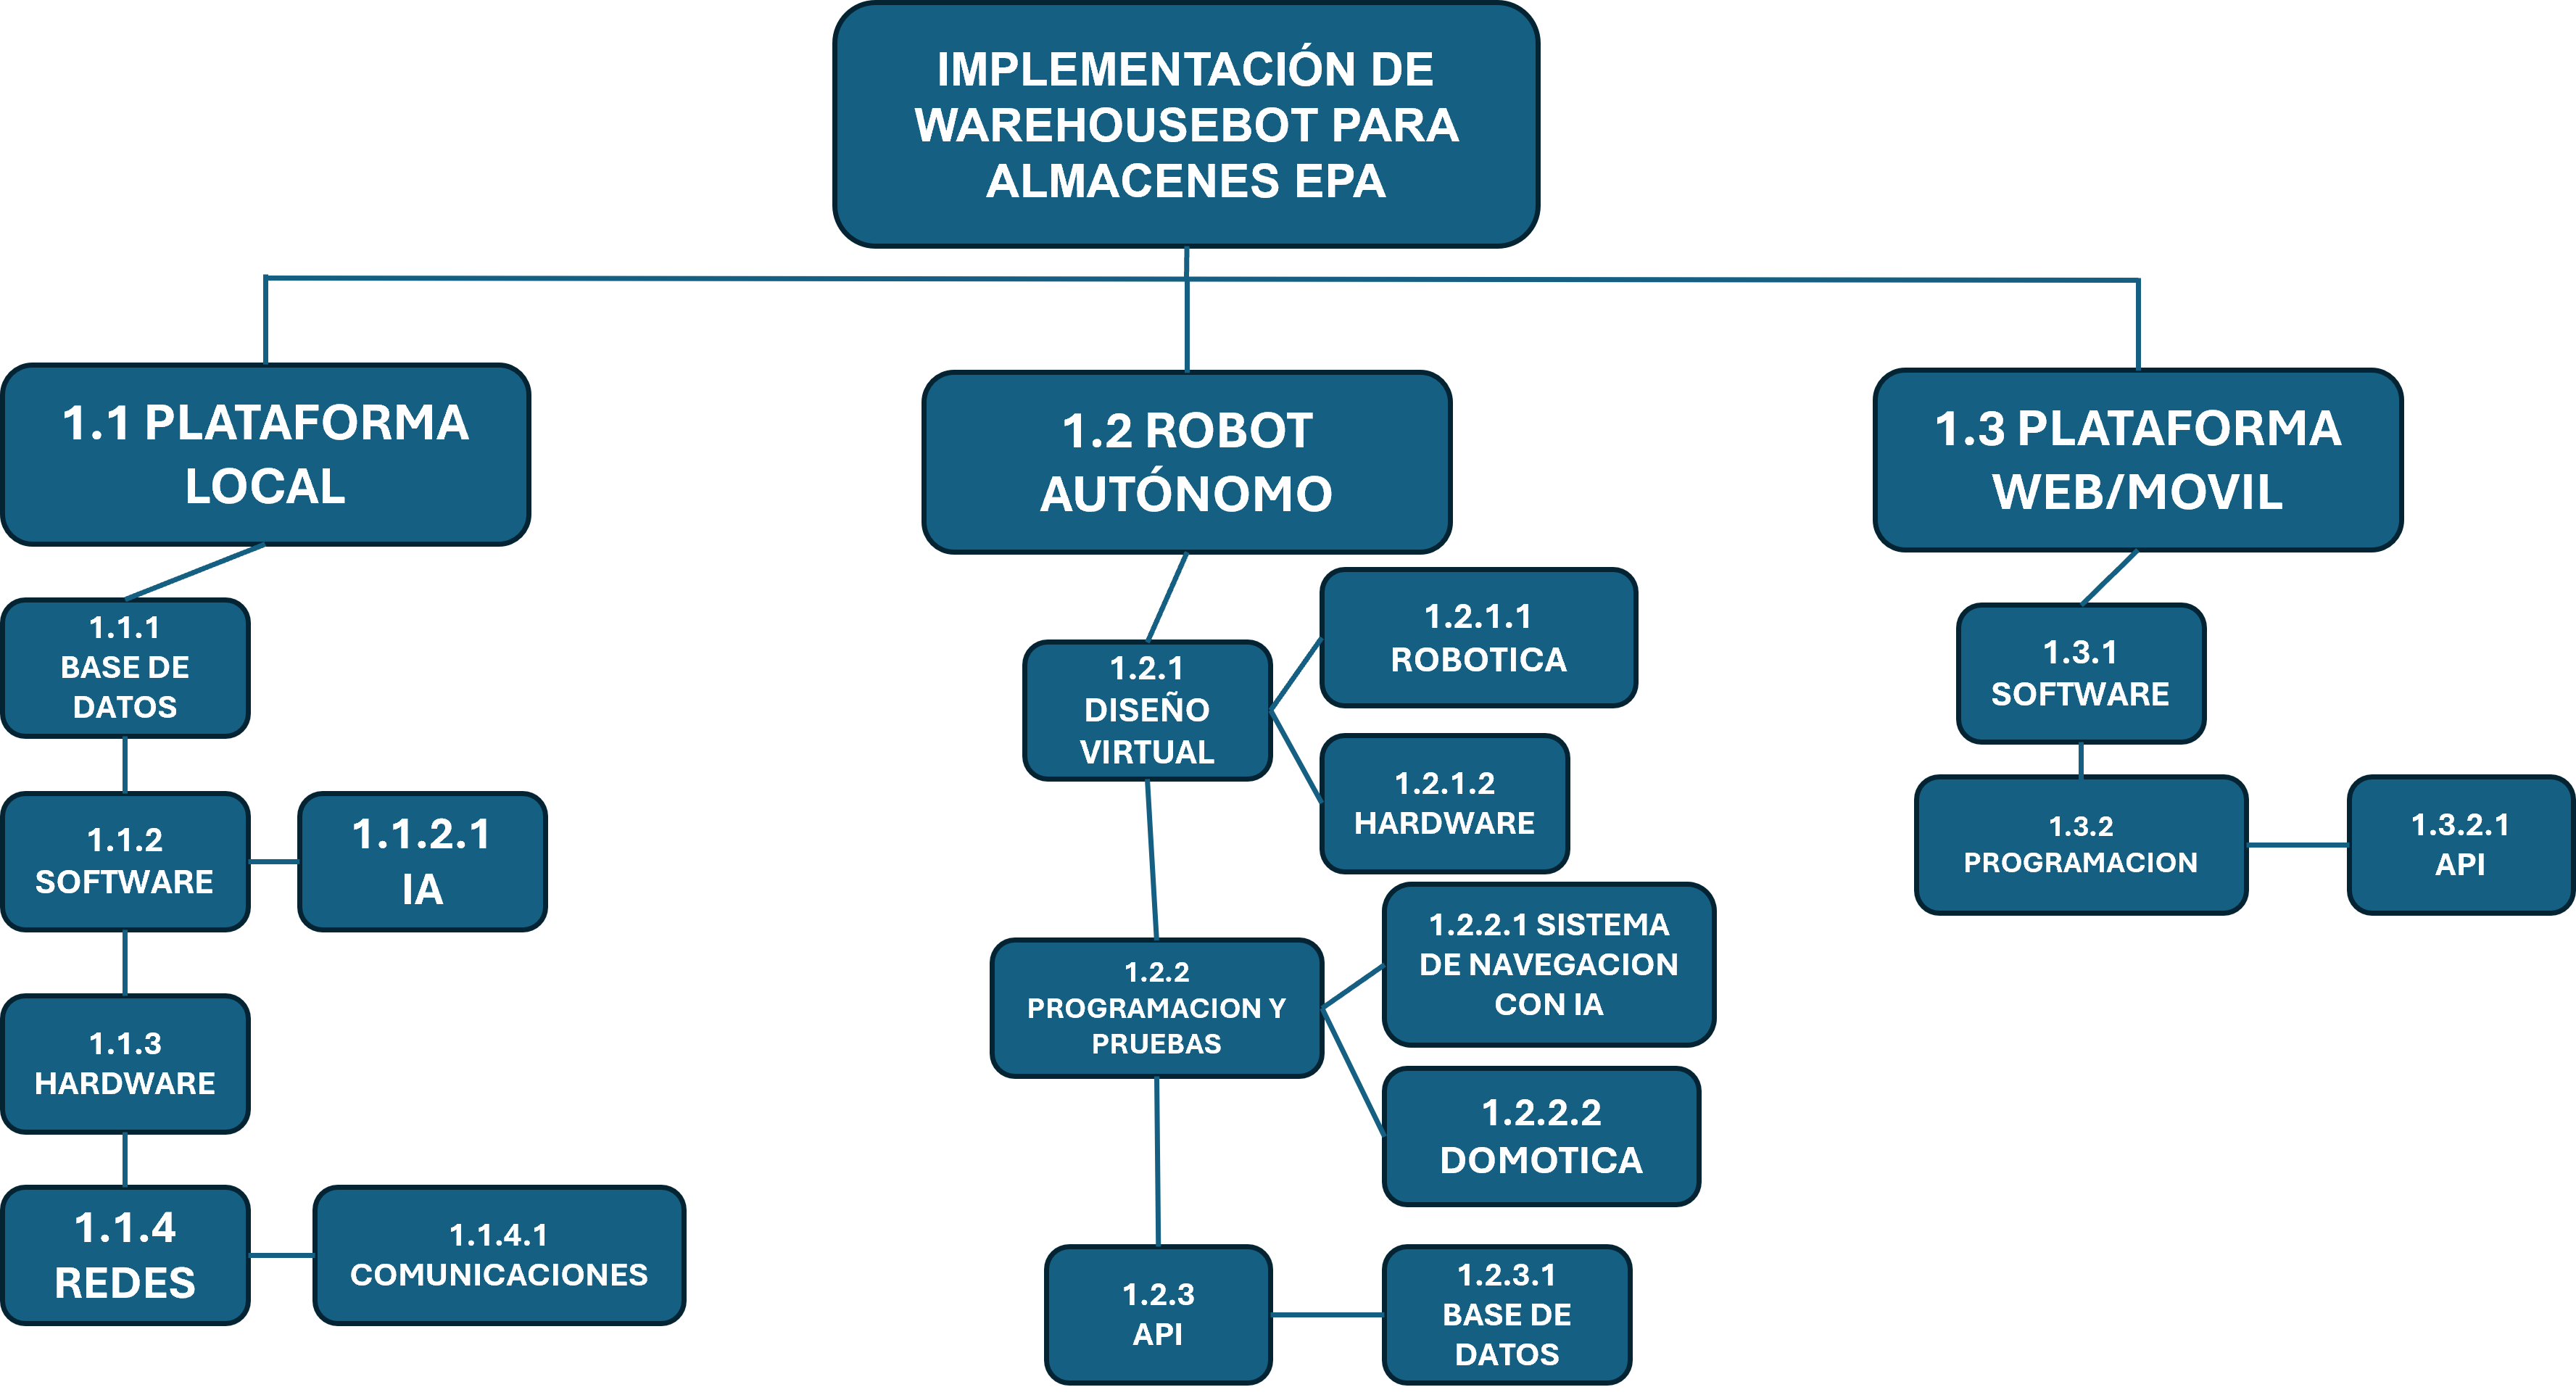 IMPLEMENTACIÓN DE
WAREHOUSEBOT PARA
ALMACENES EPA
1.1 PLATAFORMA
LOCAL
1.1.1
BASE DE
DATOS
1.1.2
SOFTWARE
1.1.2.1
IA
1.1.3
HARDWARE
1.1.4
REDES
1.1.4.1
COMUNICACIONES
1.2 ROBOT
AUTÓNOMO
1.2.1
DISEÑO
VIRTUAL
1.2.1.1
ROBOTICA
1.2.1.2
HARDWARE
1.2.2
PROGRAMACION Y
PRUEBAS
1.2.2.1 SISTEMA
DE NAVEGACION
CON IA
1.2.2.2
DOMOTICA
1.2.3
API
1.2.3.1
BASE DE
DATOS
1.3 PLATAFORMA
WEB/MOVIL
1.3.1
SOFTWARE
1.3.2
PROGRAMACION
1.3.2.1
API